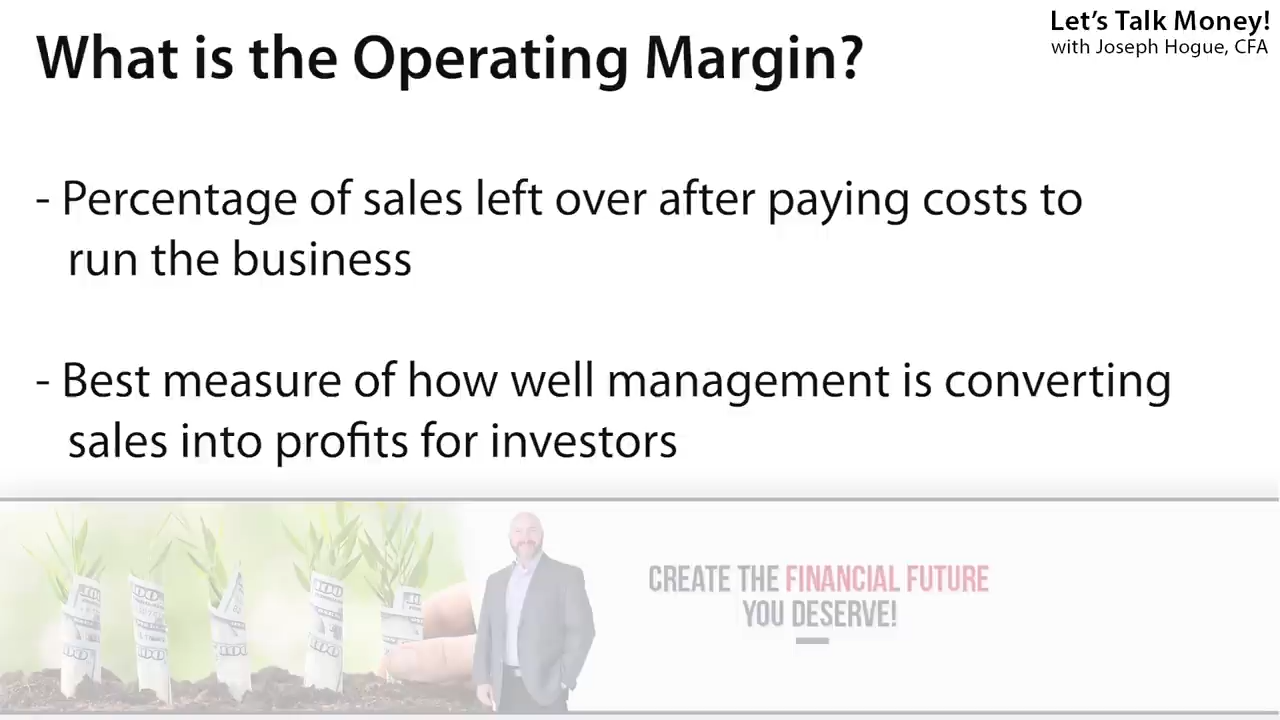 What is the Operating Margin?
Let's Talk Money!
with Joseph Hogue, CFA
- Percentage of sales left over after paying costs to
run the business
- Best measure of how well management is converting
sales into profits for investors
CREATE THE FINANCIAL FUTURE
YOU DESERVE!